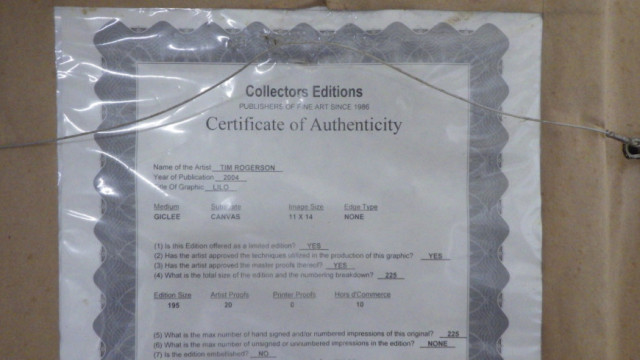 Collectors Editions
PUBLISHERS OF FINE ART SINCE 1986
Certificate of Authenticity
Name of the Artist TIM ROGERSON
Year of Publication 2004
Title Of Graphic LILO
Medium Substrate Image Size Edge Type
GICLEE CANVAS 11 X 14 NONE
(1) Is this Edition offered as a limited edition? YES
(2) Has the artist approved the techniques utilized in the production of this graphic? YES
(3) Has the artist approved the master proofs thereof? YES
(4) What is the total size of the edition and the numbering breakdown? 225
Edition Size Artist Proofs Printer Proofs Hors d'Commerce
195 20 0 10
(5) What is the max number of hand signed and/or numbered impressions of this original? 225
(6) What is the max number of unsigned or unnumbered impressions in the edition? NONE
(7) Is the edition embellished? NO